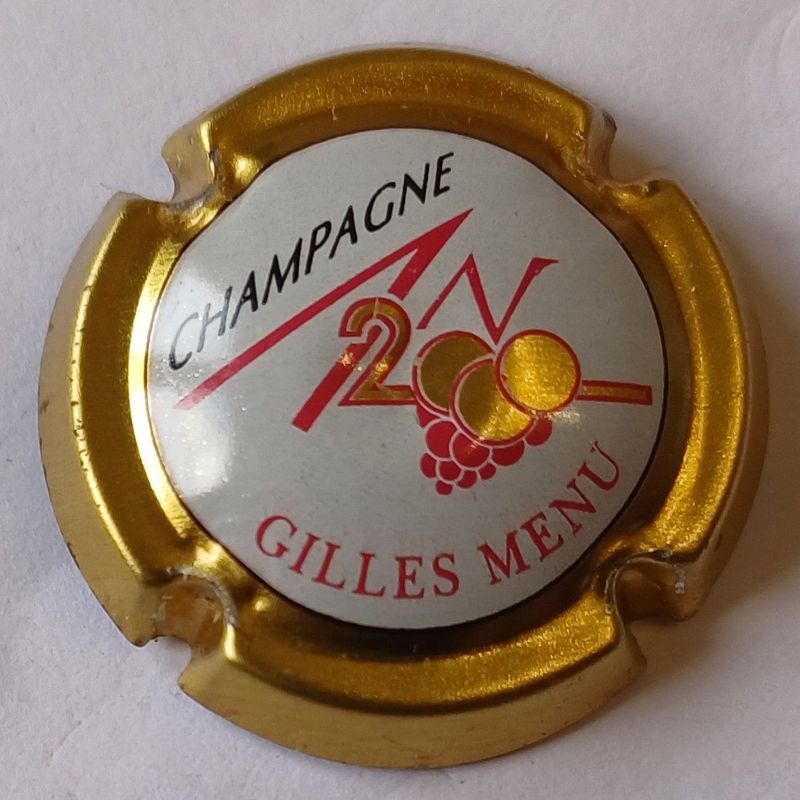 CHAMPAGNE
AN
2000
GILLES MENU